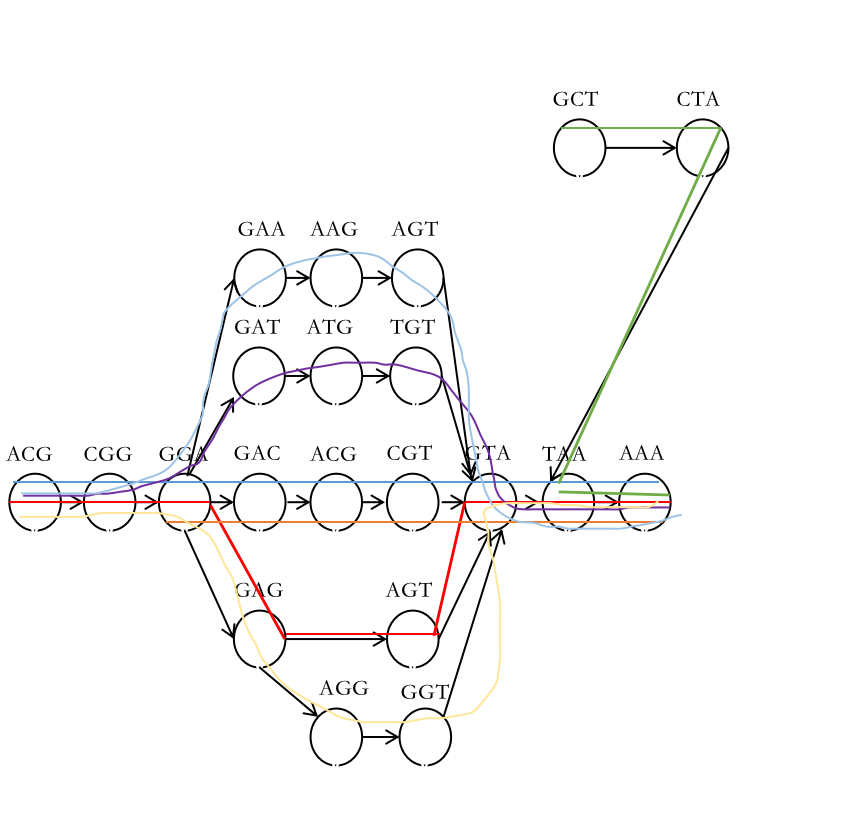 GCT CTA
GAA AAG AGT
GAT ATG TGT
ACG CGG GGA GAC ACG CGT GTA TAA AAA
GAG AGT
AGG GGT